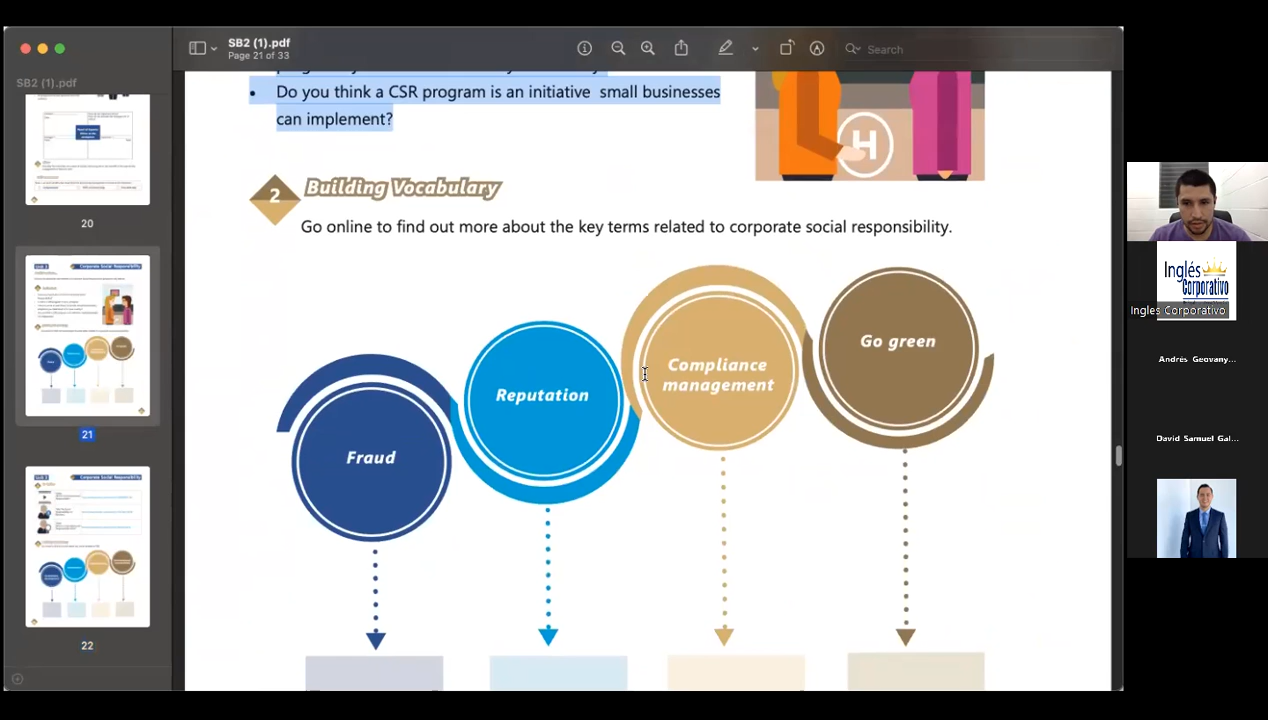 SB2 (1).pdf
Page 21 of 33
Search
SB2 (1).pdf
20
21
22
• Do you think a CSR program is an initiative small businesses
can implement?
H
2 Building Vocabulary
Go online to find out more about the key terms related to corporate social responsibility.
Fraud
Reputation
Compliance
management
Go green
Inglés
Corporativo
Ingles Corporativo
Andrés Geovany...
David Samuel Gal...